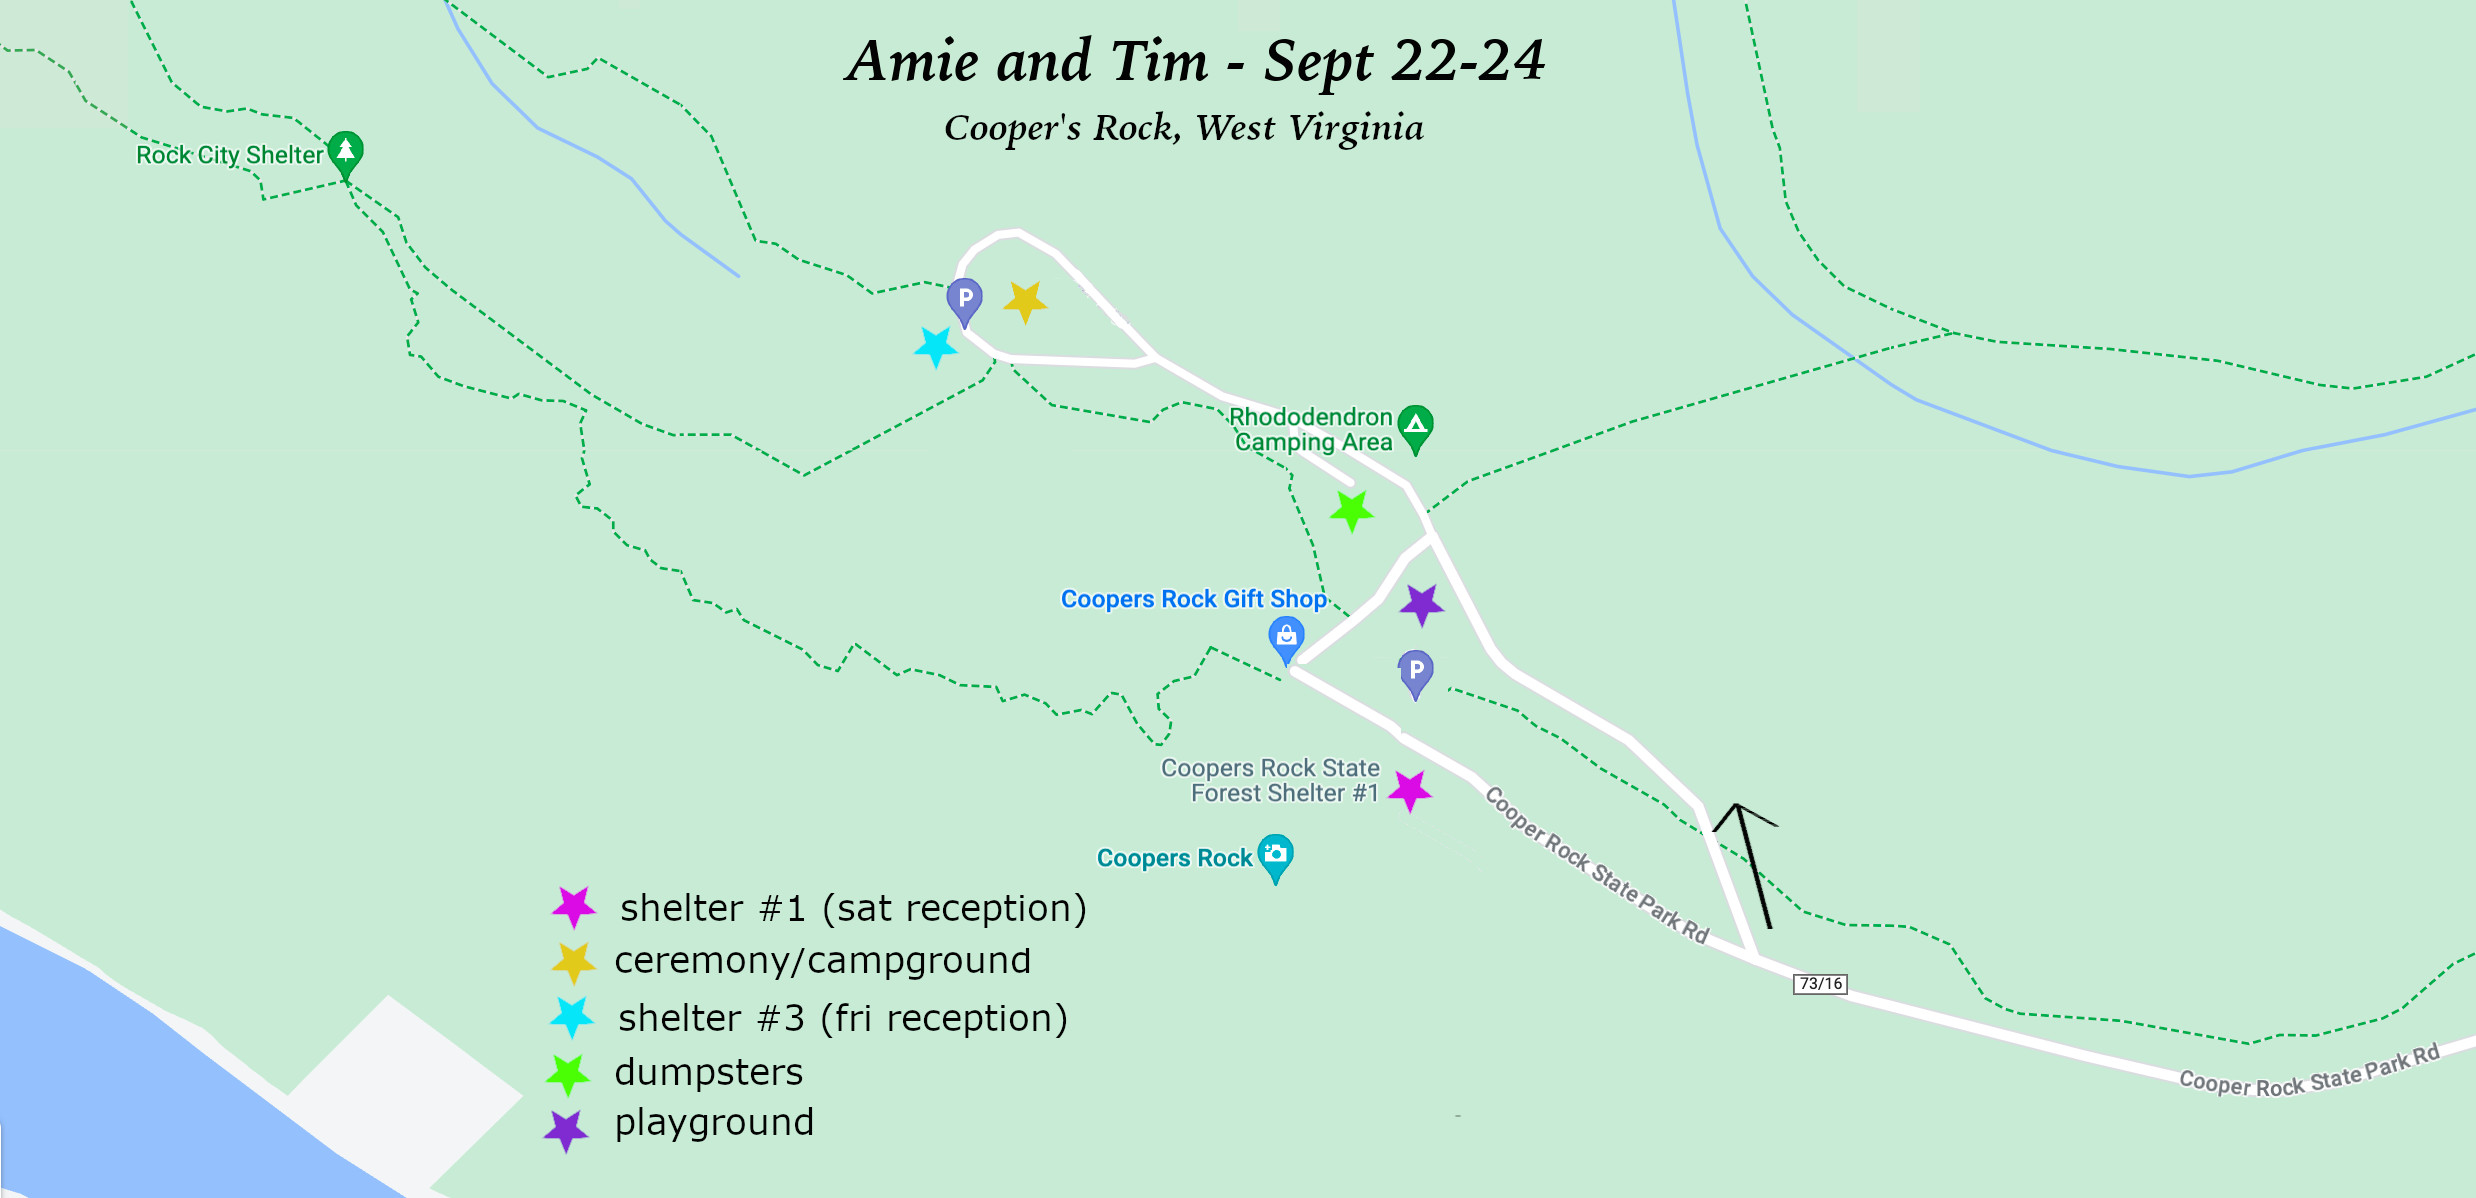 Amie and Tim - Sept 22-24
Cooper's Rock, West Virginia
Rock City Shelter
P
Rhododendron
Camping Area
Coopers Rock Gift Shop
P
Coopers Rock State
Forest Shelter #1
Cooper Rock State Park Rd
Coopers Rock
73/16
Cooper Rock State Park Rd
shelter #1 (sat reception)
ceremony/campground
shelter #3 (fri reception)
dumpsters
playground